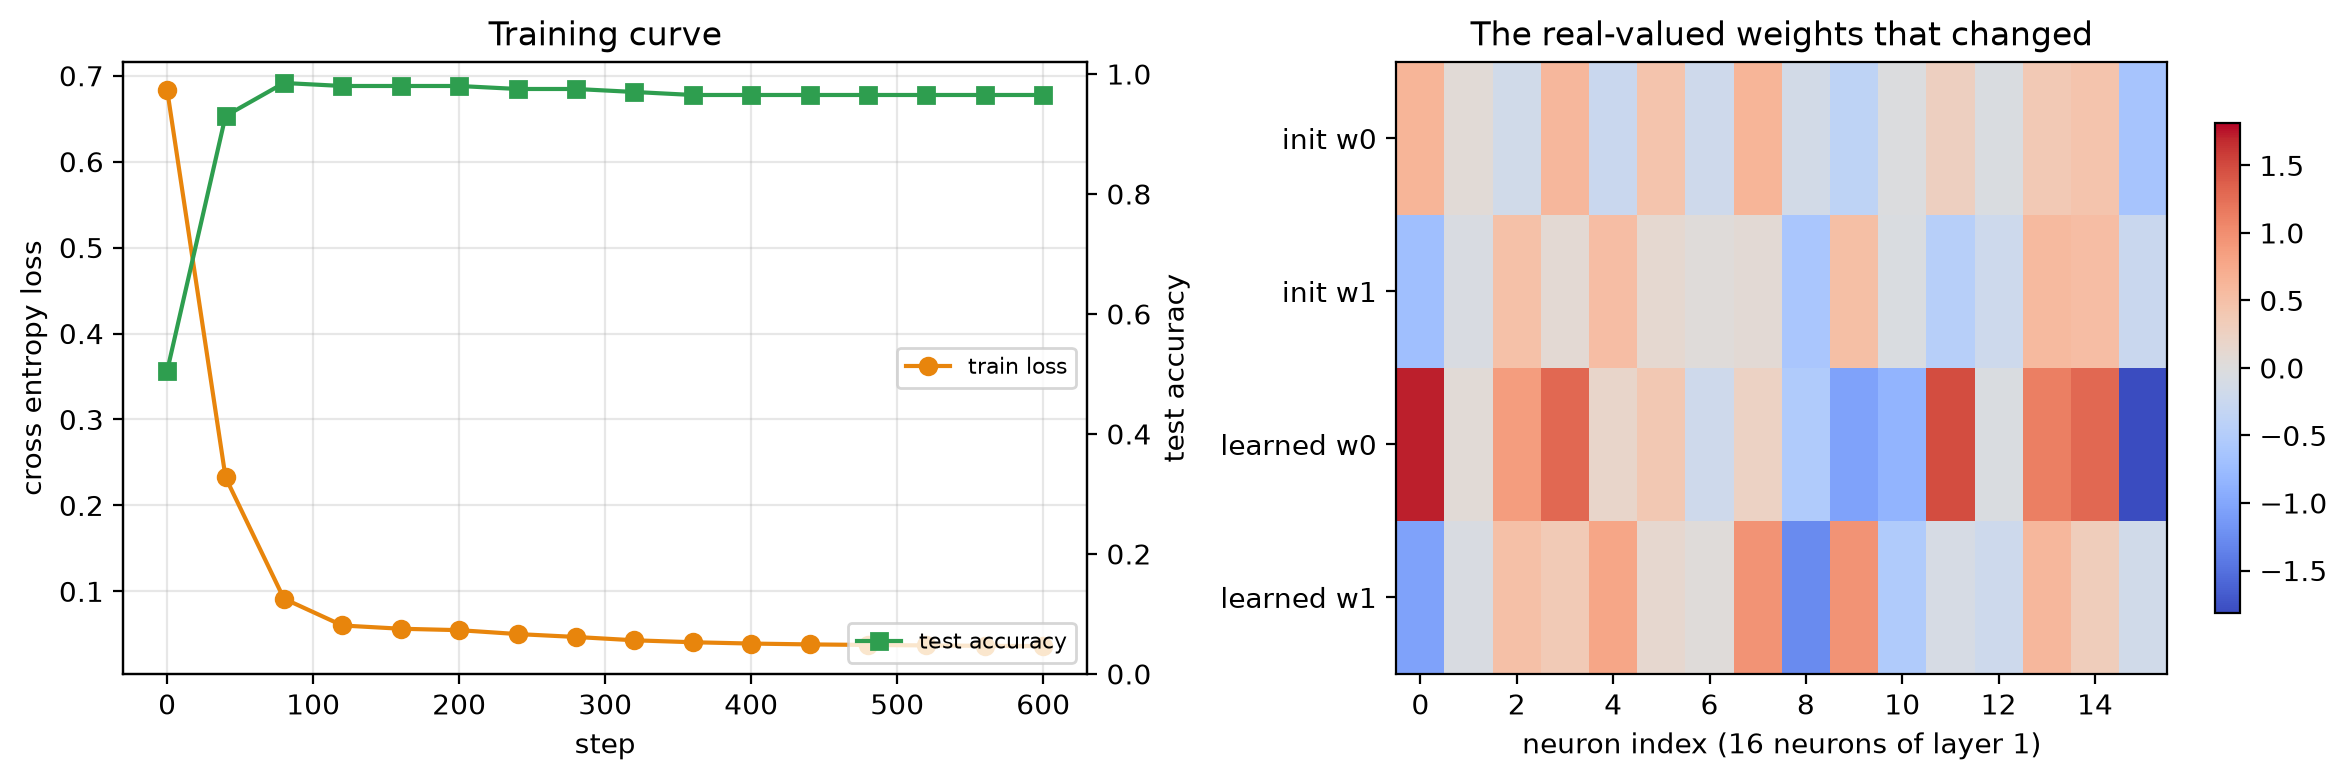 Training curve
0.7
0.6
0.5
0.4
0.3
0.2
0.1
cross entropy loss
0
100
200
300
400
500
600
step
1.0
0.8
0.6
0.4
0.2
0.0
test accuracy
train loss
test accuracy
The real-valued weights that changed
init w0
init w1
learned w0
learned w1
0
2
4
6
8
10
12
14
neuron index (16 neurons of layer 1)
1.5
1.0
0.5
0.0
−0.5
−1.0
−1.5